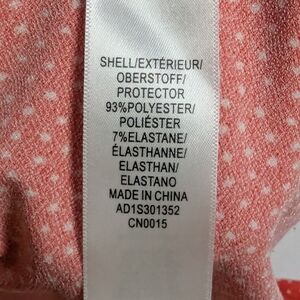 SHELL/EXTÉRIEUR/
OBERSTOFF/
PROTECTOR
93%POLYESTER/
POLIÉSTER
7%ELASTANE/
ÉLASTHANNE/
ELASTHAN/
ELASTANO
MADE IN CHINA
AD1S301352
CN0015